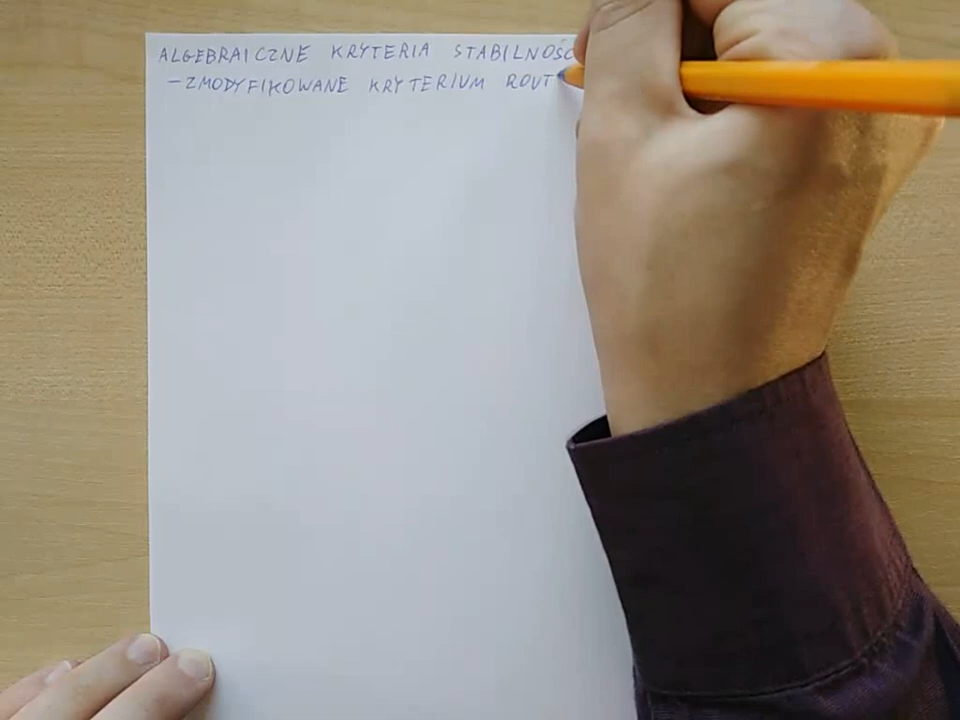 ALGEBRAICZNE KRYTERIA STABILNOŚC
-ZMODYFIKOWANE KRYTERIUM ROUT